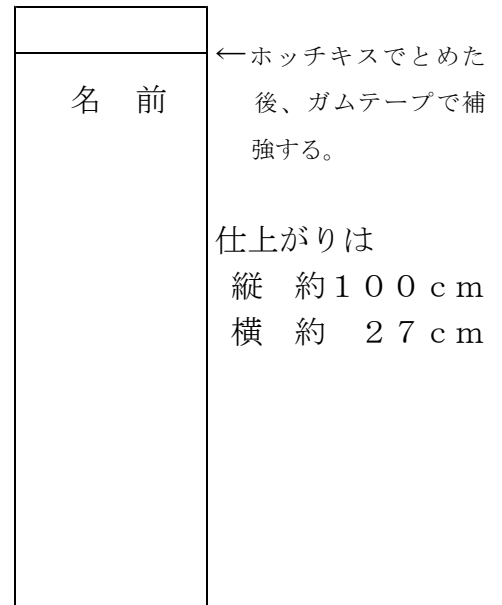 名　前
←ホッチキスでとめた
後、ガムテープで補
強する。
仕上がりは
縦　約１００ｃｍ
横　約　２７ｃｍ